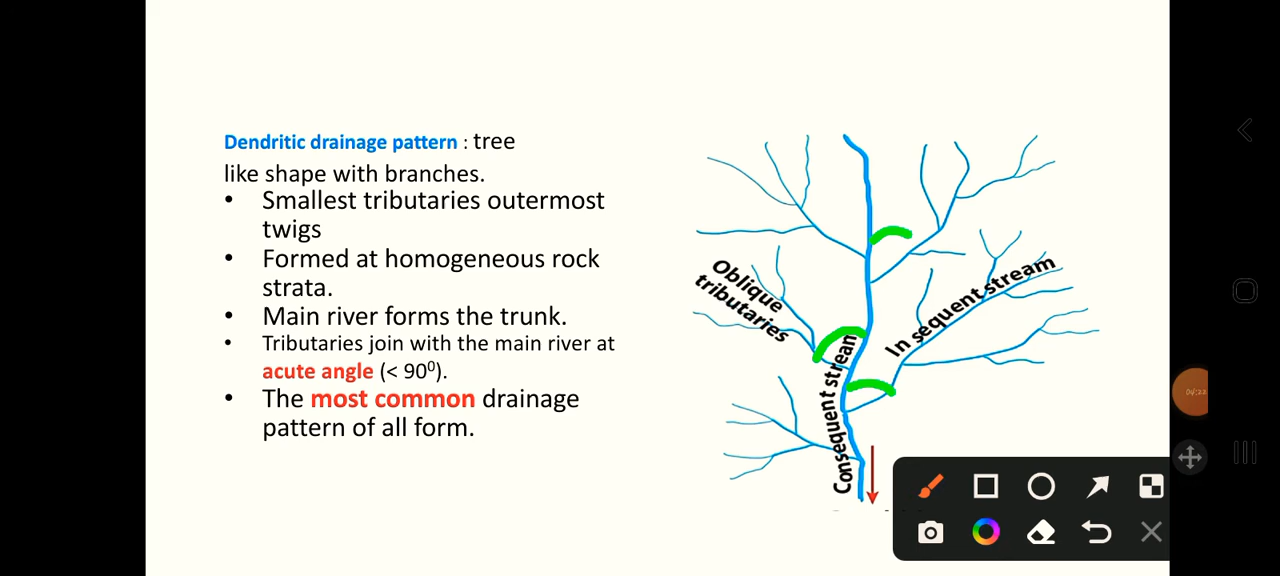 Dendritic drainage pattern : tree
like shape with branches.
• Smallest tributaries outermost
twigs
• Formed at homogeneous rock
strata.
• Main river forms the trunk.
• Tributaries join with the main river at
acute angle (< 90⁰).
• The most common drainage
pattern of all form.
Oblique
tributaries
In sequent stream
Consequent stream
04:22